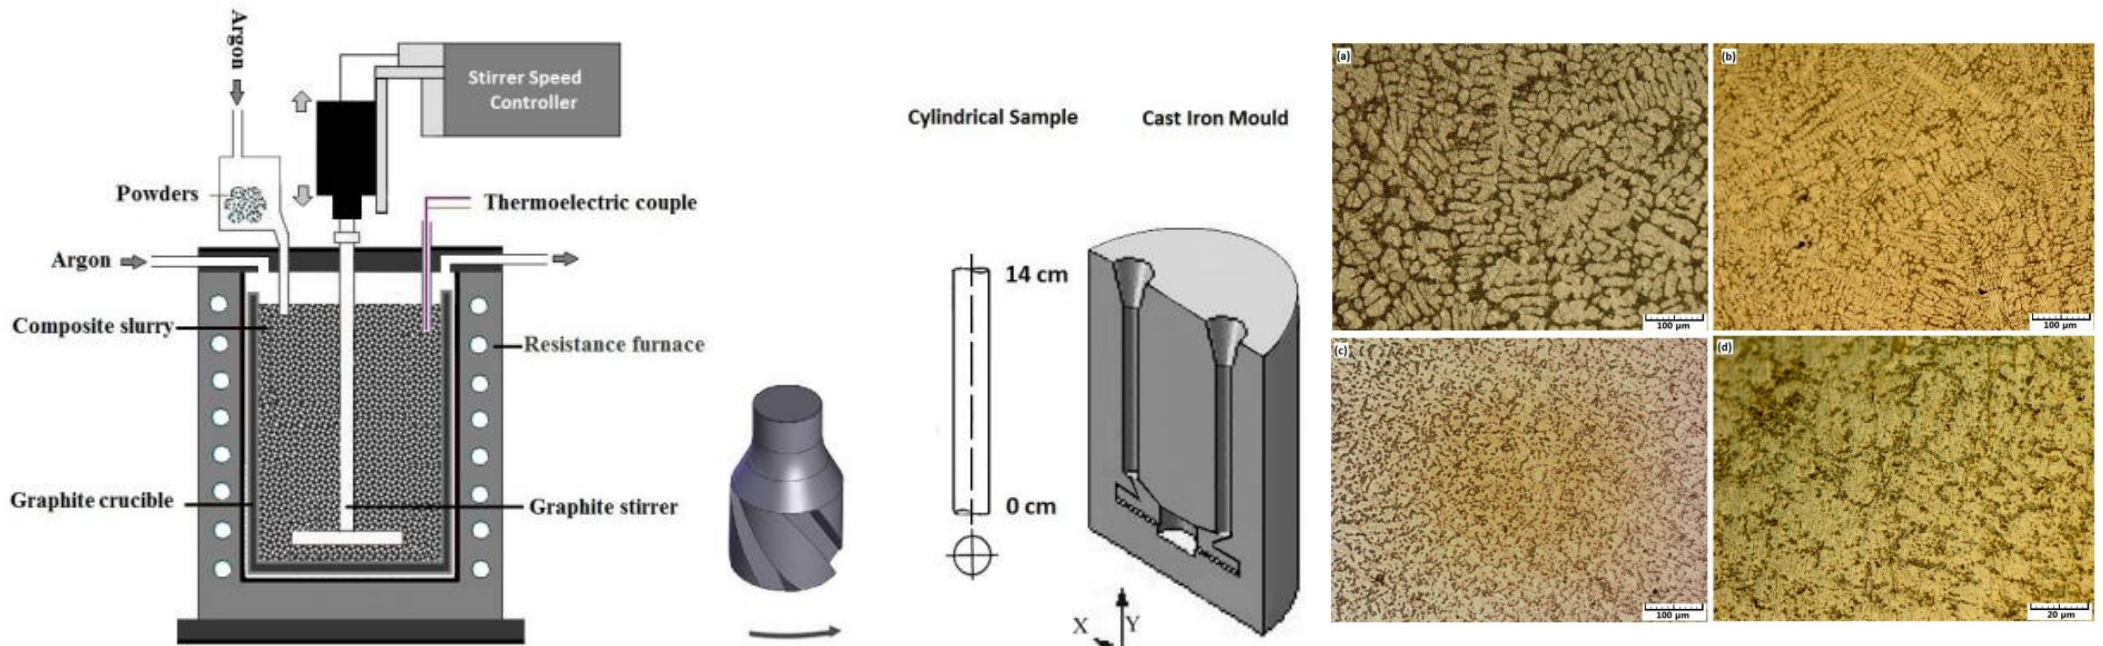 Argon
Stirrer Speed
Controller
Powders
Thermoelectric couple
Argon
Composite slurry
Resistance furnace
Graphite crucible
Graphite stirrer
Cylindrical Sample
Cast Iron Mould
14 cm
0 cm
X
Y
(a)
100 µm
(b)
100 µm
(c)
100 µm
(d)
20 µm